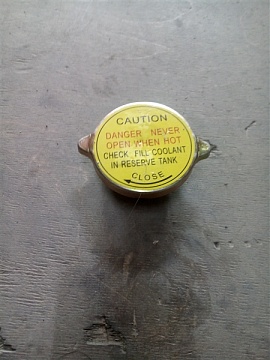 CAUTION
DANGER NEVER
OPEN WHEN HOT
CHECK, FILL COOLANT
IN RESERVE TANK
CLOSE